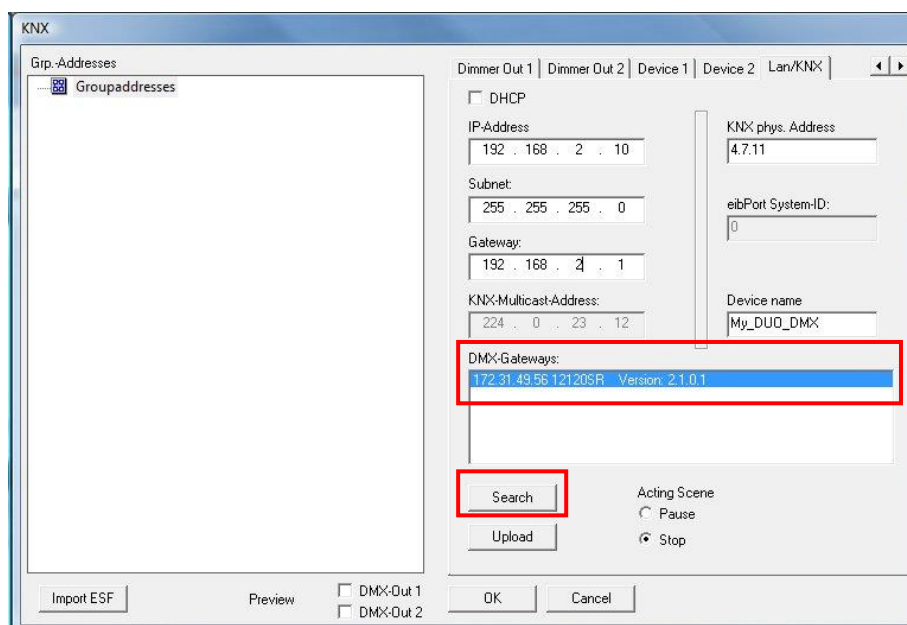 KNX
Grp.-Addresses
Groupaddresses
Dimmer Out 1 Dimmer Out 2 Device 1 Device 2 Lan/KNX
DHCP
IP-Address
192 . 168 . 2 . 10
Subnet:
255 . 255 . 255 . 0
Gateway:
192 . 168 . 2 . 1
KNX-Multicast-Address:
224 . 0 . 23 . 12
KNX phys. Address
4.7.11
eibPort System-ID:
0
Device name
My_DUO_DMX
DMX-Gateways:
172.31.49.56 12120SR Version: 2.1.0.1
Search
Upload
Acting Scene
Pause
Stop
Import ESF
Preview
DMX-Out 1
DMX-Out 2
OK
Cancel